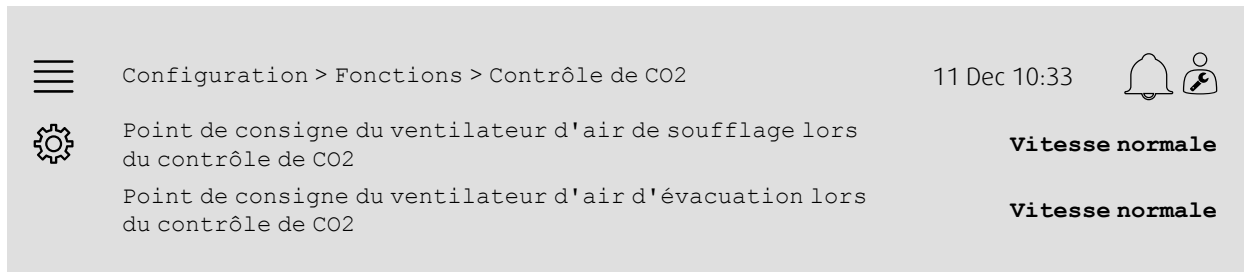 Configuration > Fonctions > Contrôle de CO2
11 Dec 10:33
Point de consigne du ventilateur d'air de soufflage lors
du contrôle de CO2
Vitesse normale
Point de consigne du ventilateur d'air d'évacuation lors
du contrôle de CO2
Vitesse normale